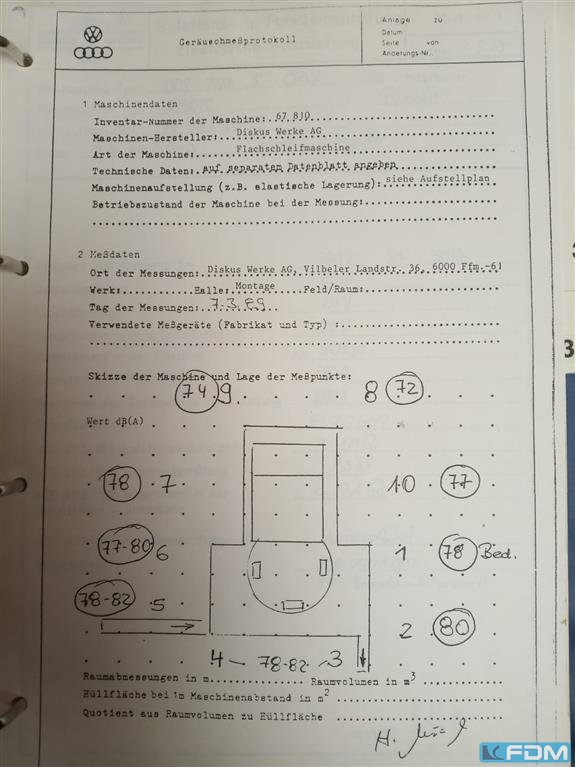 Anlage zu
Datum
Seite von
Änderungs-Nr.
Geräuschmeßprotokoll
1 Maschinendaten
Inventar-Nummer der Maschine: 67 810
Maschinen-Hersteller: Diskus Werke AG
Art der Maschine: Flachschleifmaschine
Technische Daten: auf separaten Datenblatt angeben
Maschinenaufstellung (z.B. elastische Lagerung): siehe Aufstellplan
Betriebszustand der Maschine bei der Messung:
2 Meßdaten
Ort der Messungen: Diskus Werke AG, Vilbeler Landstr. 36, 6000 Ffm.-61
Werk: Halle: Montage Feld/Raum:
Tag der Messungen: 7.3.89
Verwendete Meßgeräte (Fabrikat und Typ) :
Skizze der Maschine und Lage der Meßpunkte:
74 9 8 72
Wert dB(A)
78 7 10 77
77-80 6 1 78 Bed.
78-82 5 2 80
4 - 78-82 3
Raumabmessungen in m Raumvolumen in m³
Hüllfläche bei 1m Maschinenabstand in m²
Quotient aus Raumvolumen zu Hüllfläche
H.
FDM